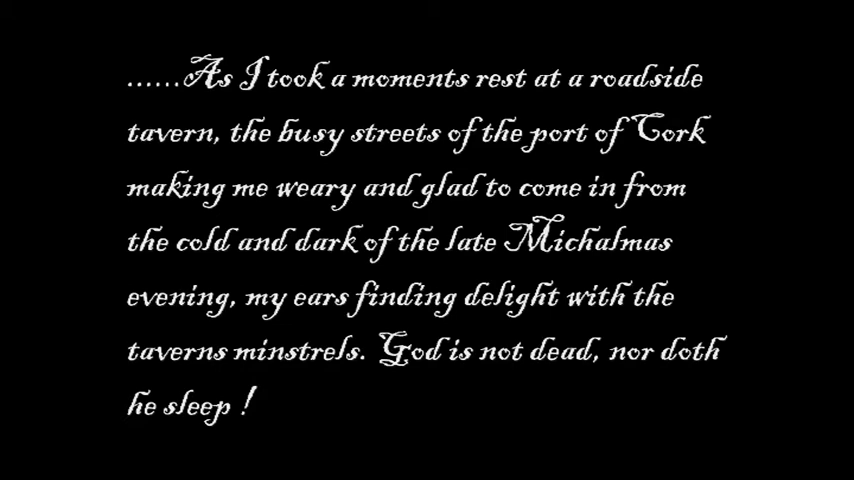 ......As I took a moments rest at a roadside
tavern, the busy streets of the port of Cork
making me weary and glad to come in from
the cold and dark of the late Michalmas
evening, my ears finding delight with the
taverns minstrels. God is not dead, nor doth
he sleep !